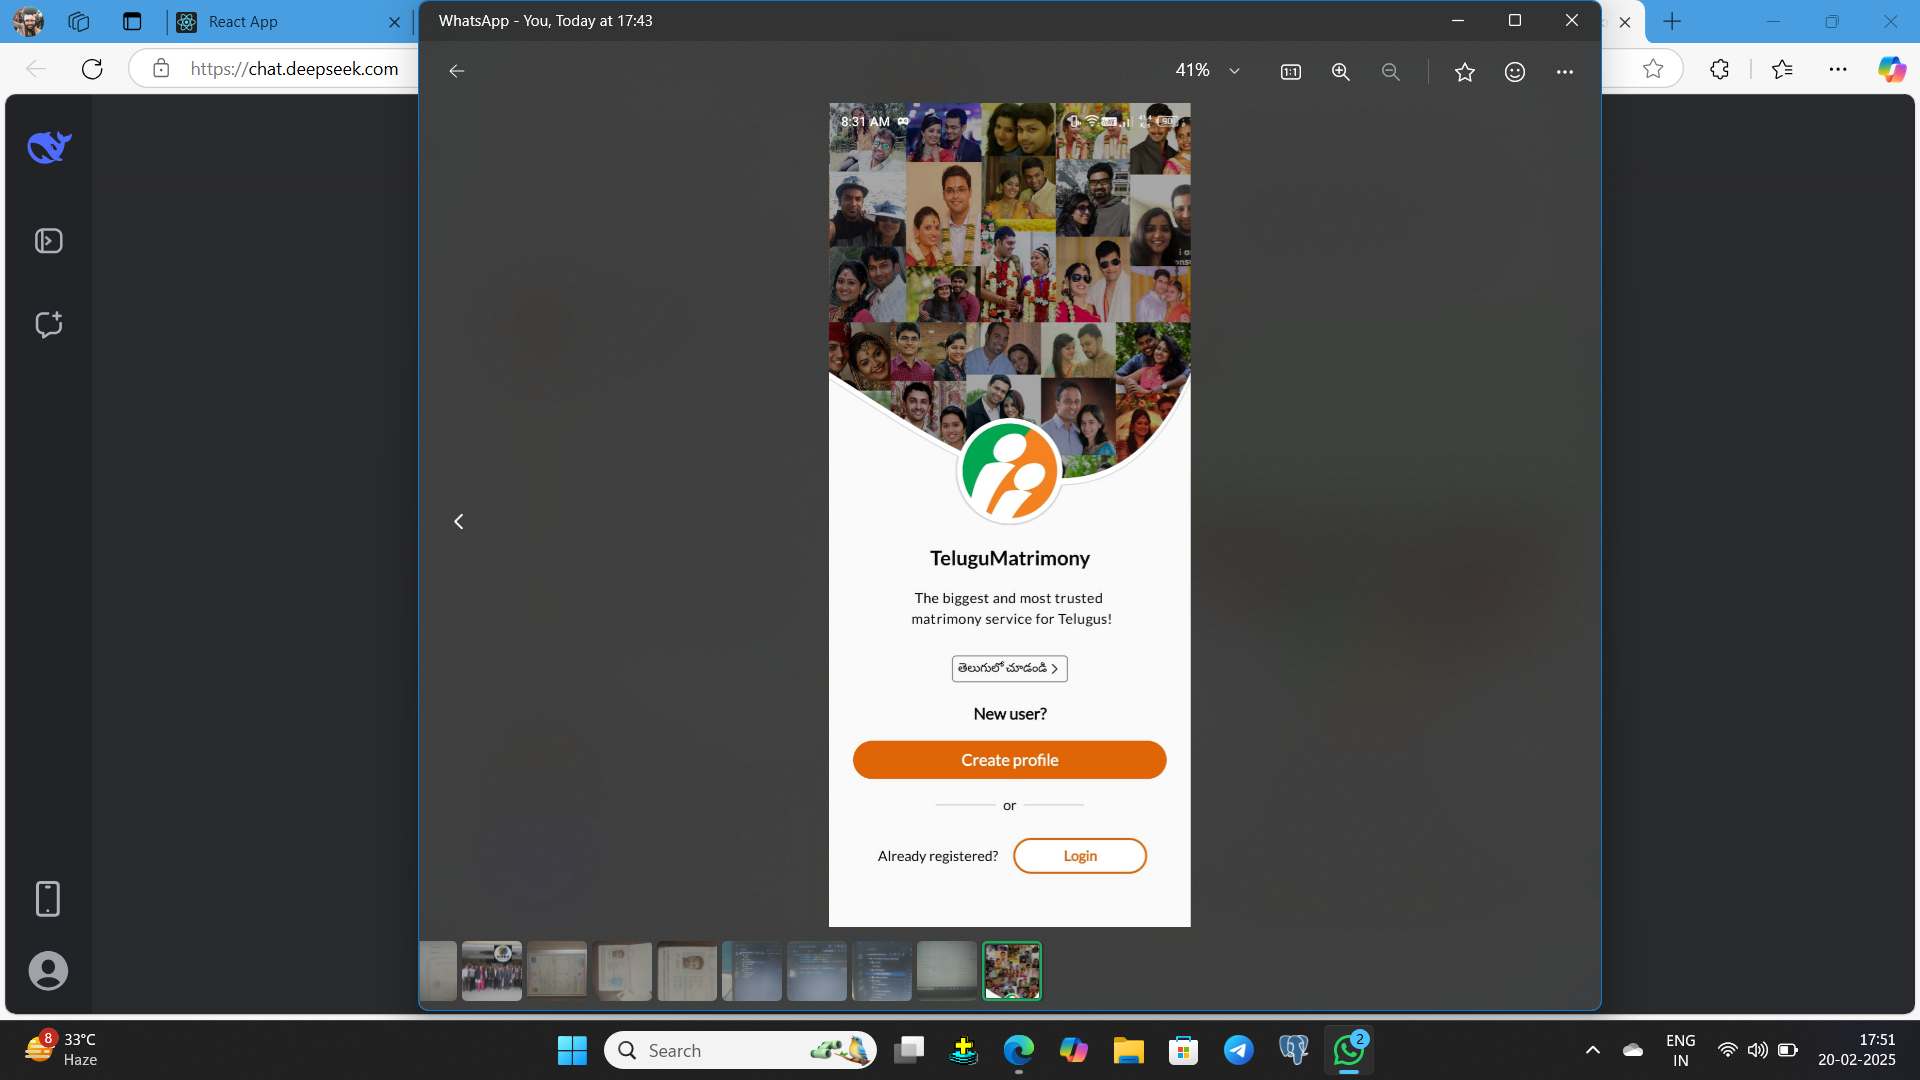 React App
WhatsApp - You, Today at 17:43
https://chat.deepseek.com
41%
8:31 AM
90
TeluguMatrimony
The biggest and most trusted
matrimony service for Telugus!
తెలుగులో చూడండి >
New user?
Create profile
or
Already registered?
Login
8
33°C
Haze
Search
2
ENG
IN
17:51
20-02-2025